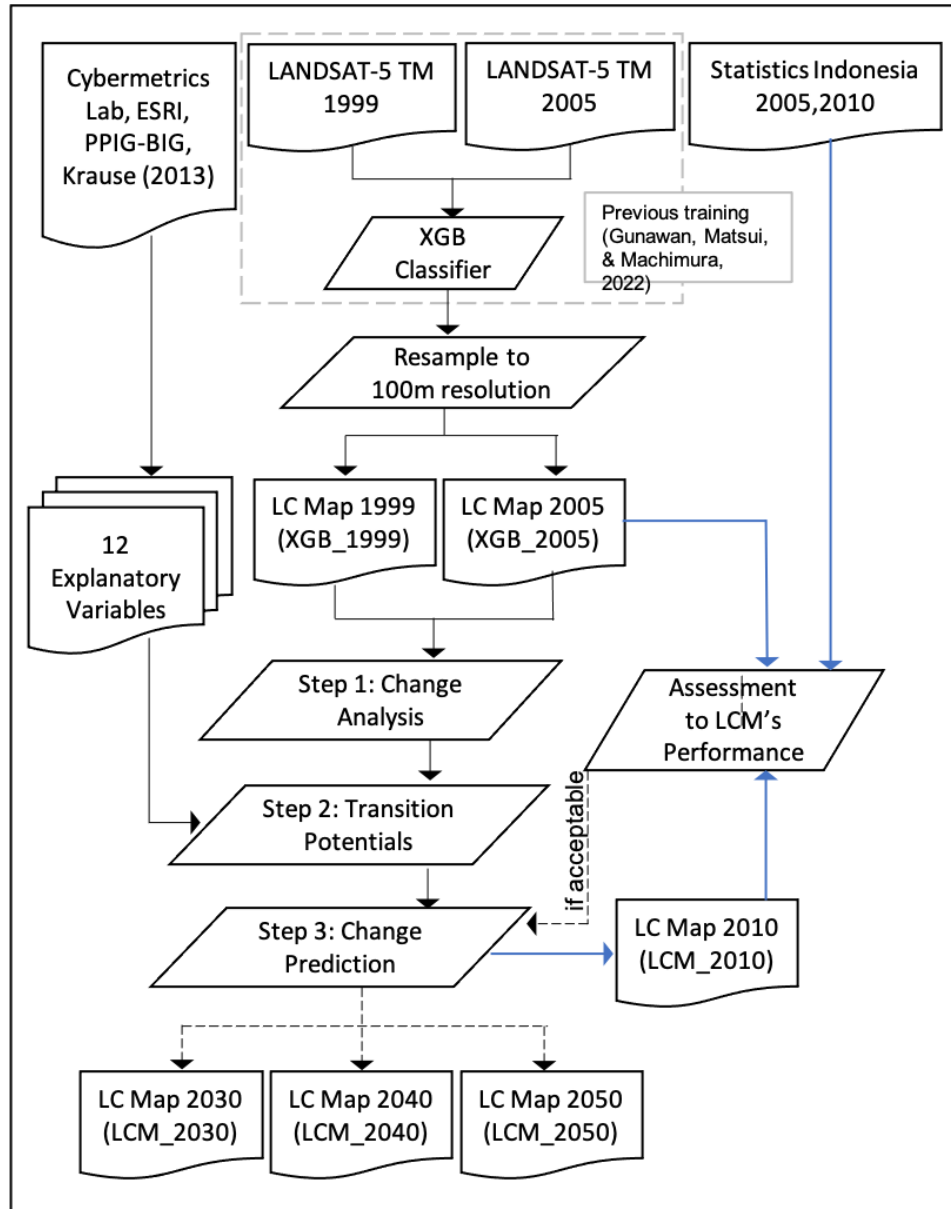 Cybermetrics
Lab, ESRI,
PPIG-BIG,
Krause (2013)
LANDSAT-5 TM
1999
LANDSAT-5 TM
2005
Statistics Indonesia
2005,2010
XGB
Classifier
Previous training
(Gunawan, Matsui,
& Machimura,
2022)
Resample to
100m resolution
LC Map 1999
(XGB_1999)
LC Map 2005
(XGB_2005)
12
Explanatory
Variables
Step 1: Change
Analysis
Assessment
to LCM's
Performance
Step 2: Transition
Potentials
if acceptable
Step 3: Change
Prediction
LC Map 2010
(LCM_2010)
LC Map 2030
(LCM_2030)
LC Map 2040
(LCM_2040)
LC Map 2050
(LCM_2050)